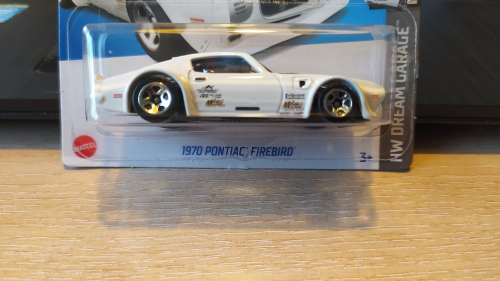 1970 PONTIAC FIREBIRD
MATTEL
3+
HW DREAM GARAGE